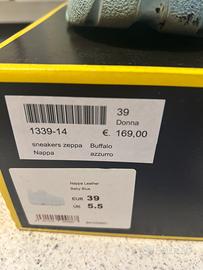 39
Donna
1339-14
€. 169,00
sneakers zeppa Buffalo
Nappa azzurro
Nappa Leather
Baby Blue
EUR 39
UK 5.5